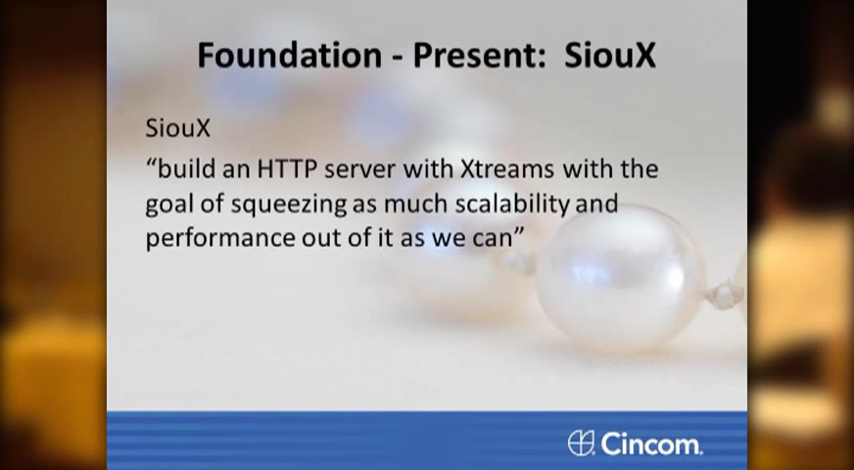 Foundation - Present: SiouX
SiouX
“build an HTTP server with Xtreams with the
goal of squeezing as much scalability and
performance out of it as we can”
Cincom.